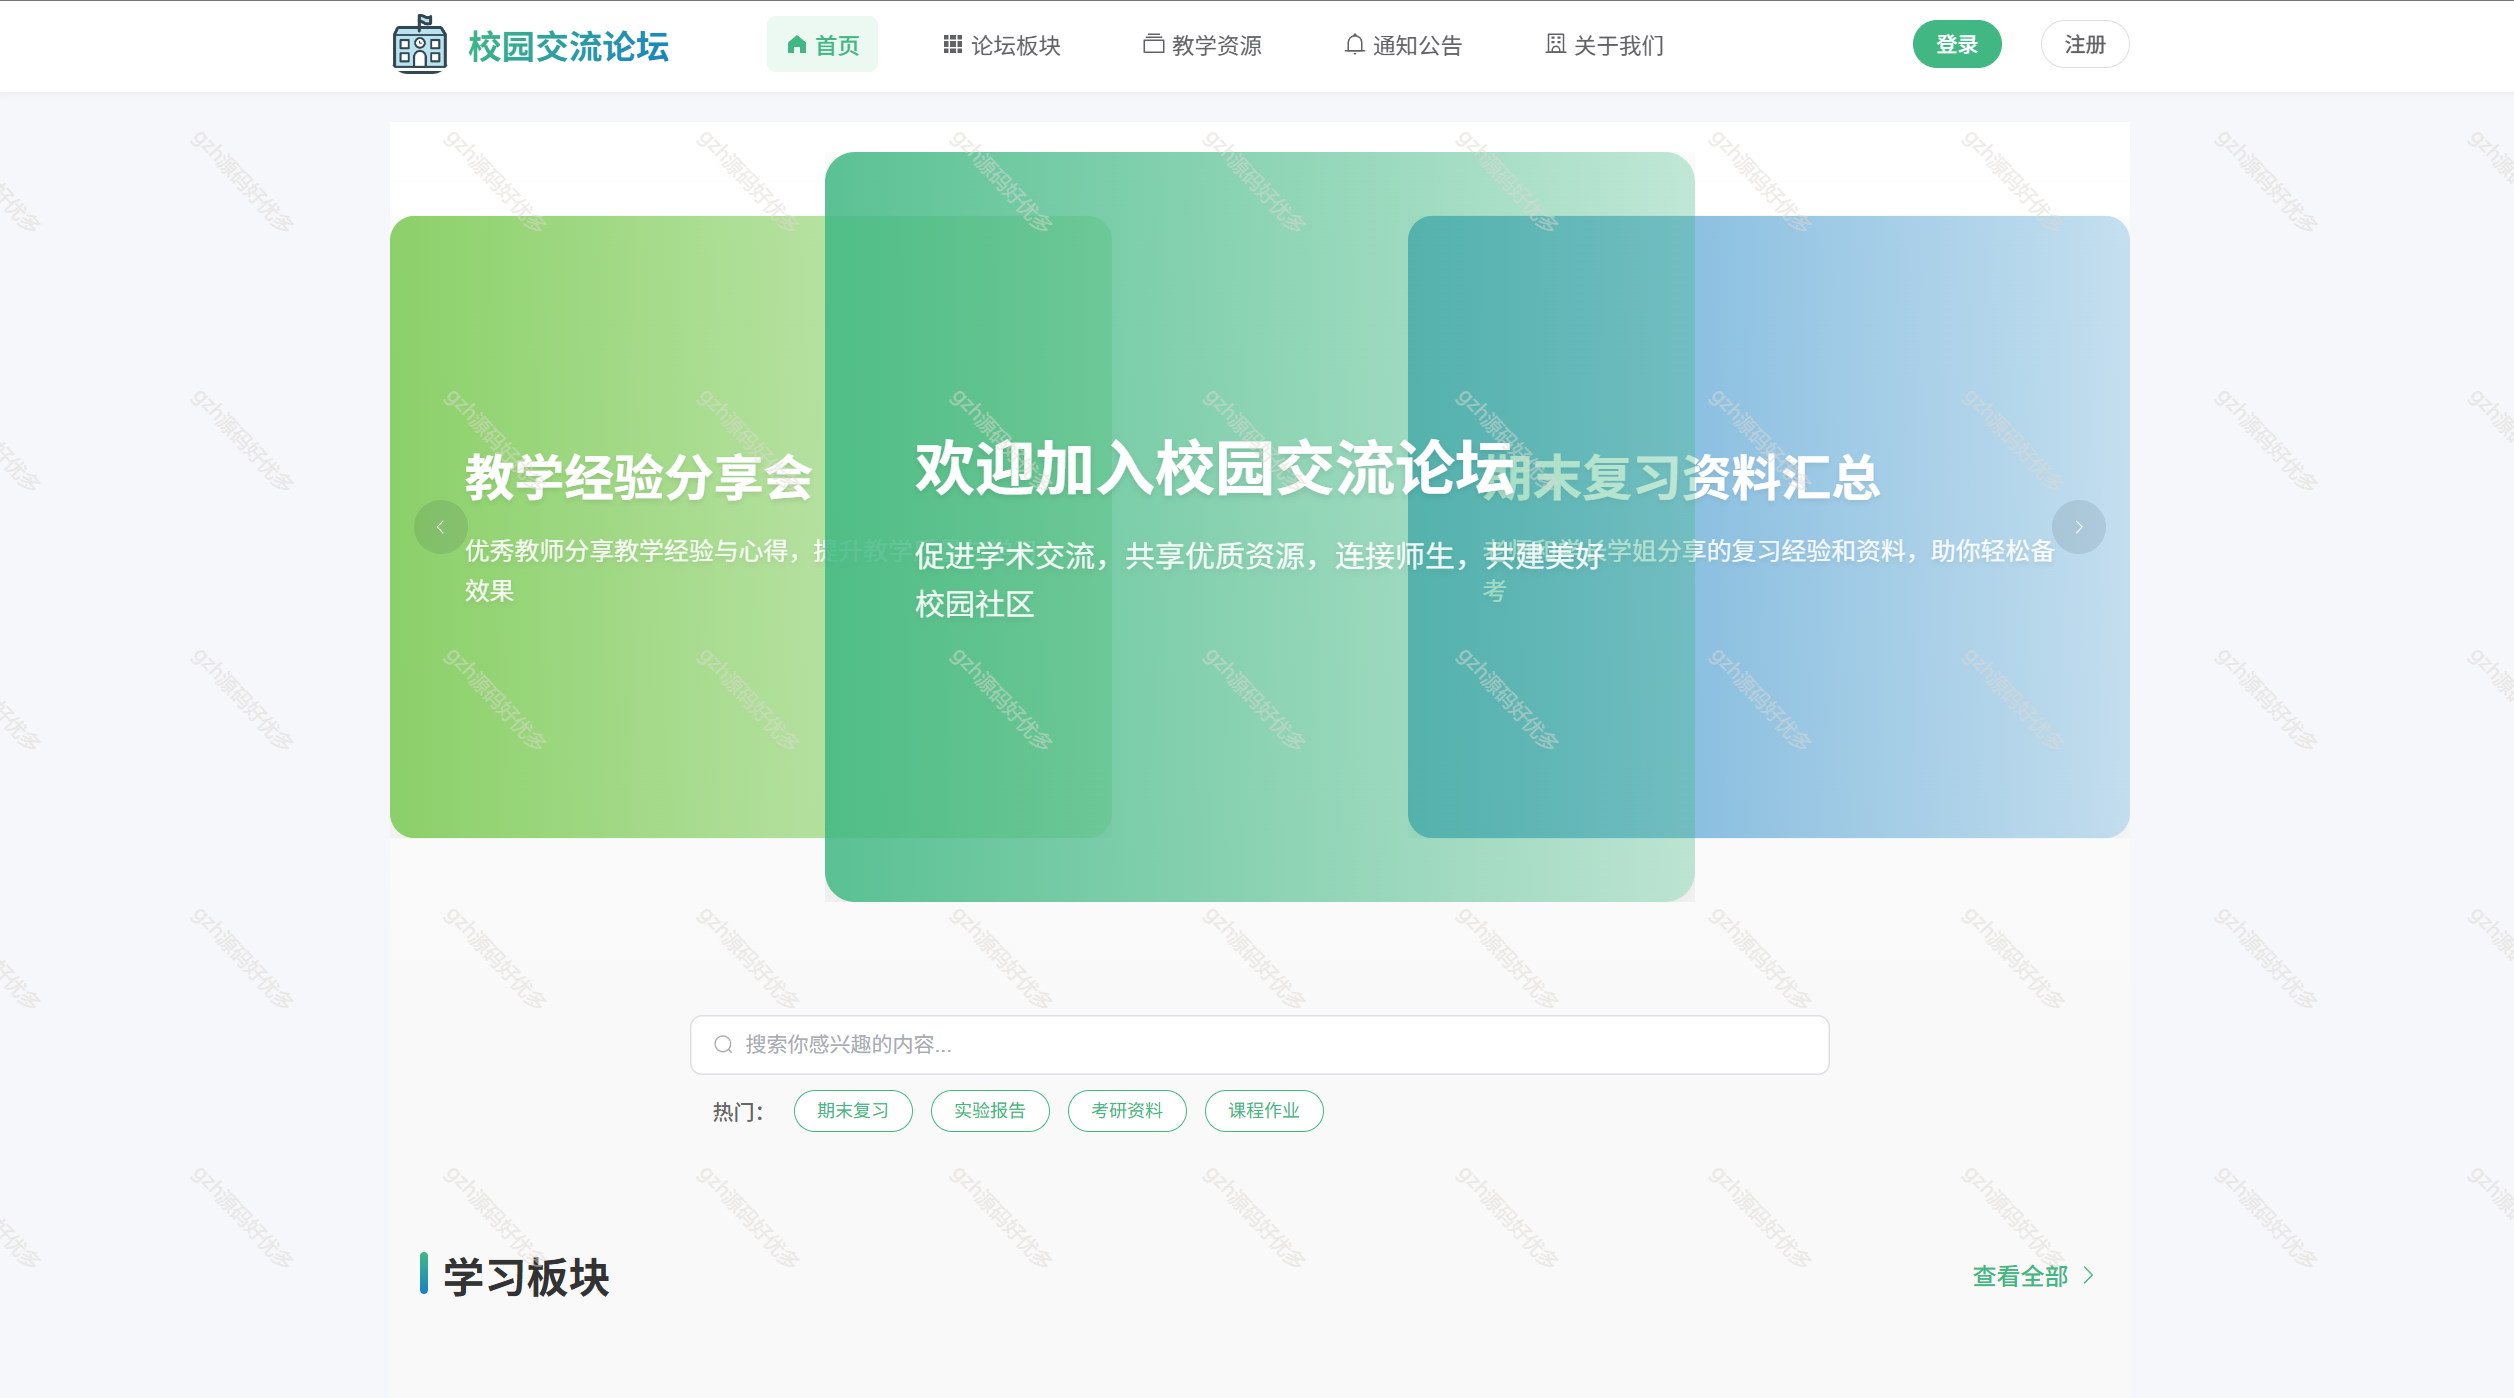 校园交流论坛
首页
论坛板块
教学资源
通知公告
关于我们
登录
注册
教学经验分享会
优秀教师分享教学经验与心得，提升教学
效果
欢迎加入校园交流论坛
促进学术交流，共享优质资源，连接师生，共建美好
校园社区
期末复习资料汇总
学长学姐分享的复习经验和资料，助你轻松备
考
搜索你感兴趣的内容...
热门：
期末复习
实验报告
考研资料
课程作业
学习板块
查看全部
gzh源码好优多